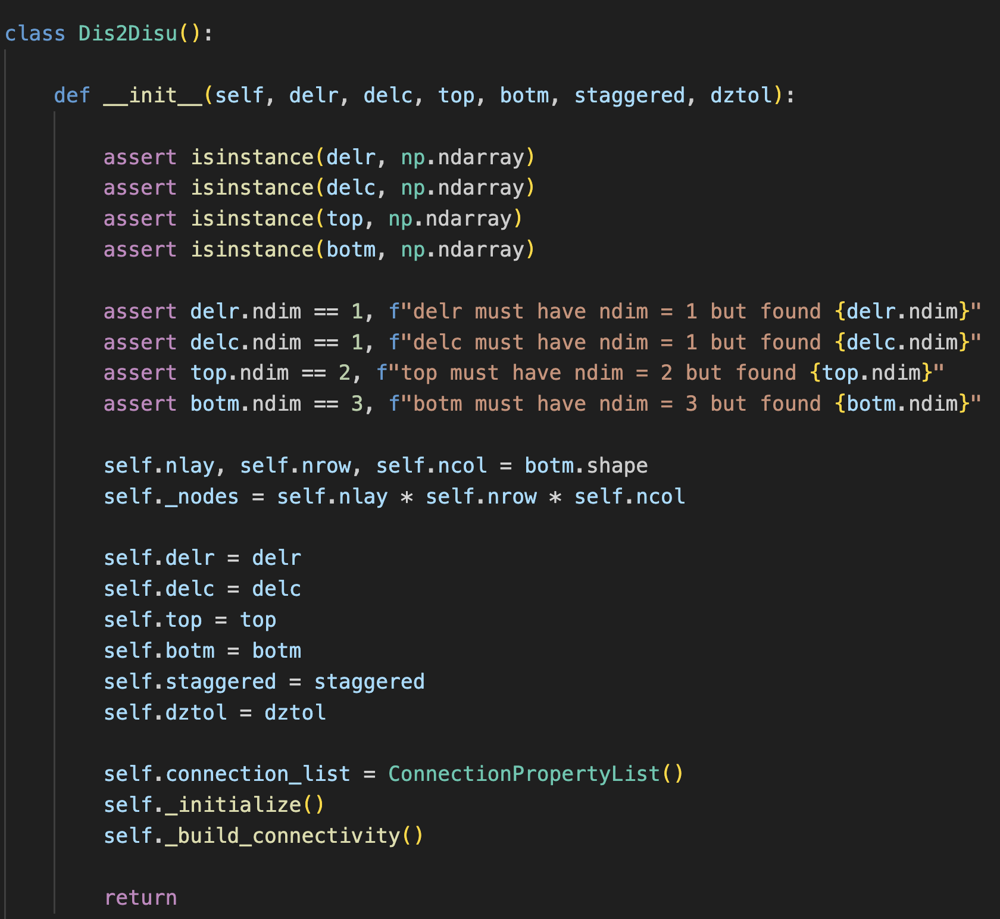 class Dis2Disu():
def __init__(self, delr, delc, top, botm, staggered, dztol):
assert isinstance(delr, np.ndarray)
assert isinstance(delc, np.ndarray)
assert isinstance(top, np.ndarray)
assert isinstance(botm, np.ndarray)
assert delr.ndim == 1, f"delr must have ndim = 1 but found {delr.ndim}"
assert delc.ndim == 1, f"delc must have ndim = 1 but found {delc.ndim}"
assert top.ndim == 2, f"top must have ndim = 2 but found {top.ndim}"
assert botm.ndim == 3, f"botm must have ndim = 3 but found {botm.ndim}"
self.nlay, self.nrow, self.ncol = botm.shape
self._nodes = self.nlay * self.nrow * self.ncol
self.delr = delr
self.delc = delc
self.top = top
self.botm = botm
self.staggered = staggered
self.dztol = dztol
self.connection_list = ConnectionPropertyList()
self._initialize()
self._build_connectivity()
return